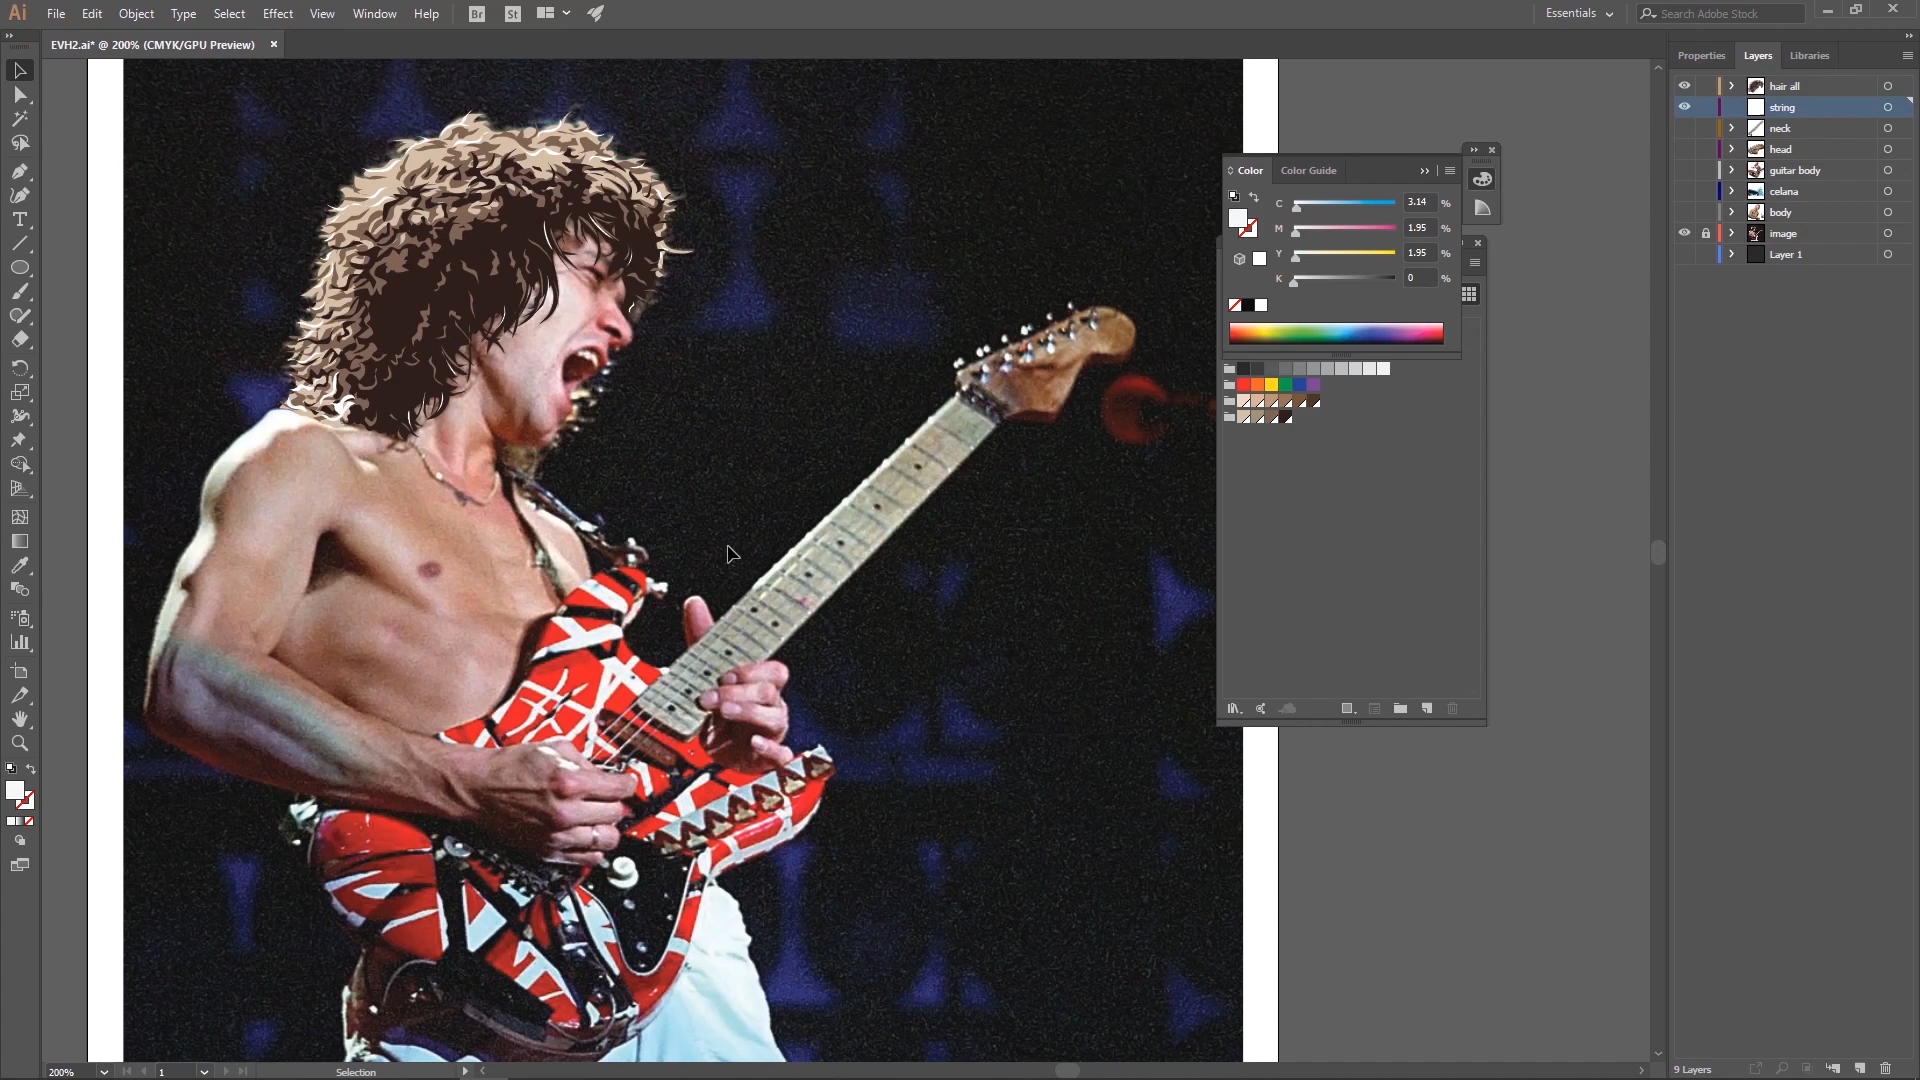 Ai File Edit Object Type Select Effect View Window Help Br St Essentials Search Adobe Stock
EVH2.ai* @ 200% (CMYK/GPU Preview)
Properties Layers Libraries
hair all
string
neck
head
guitar body
celana
body
image
Layer 1
Color Color Guide
C 3.14 %
M 1.95 %
Y 1.95 %
K 0 %
200% 1 Selection
9 Layers